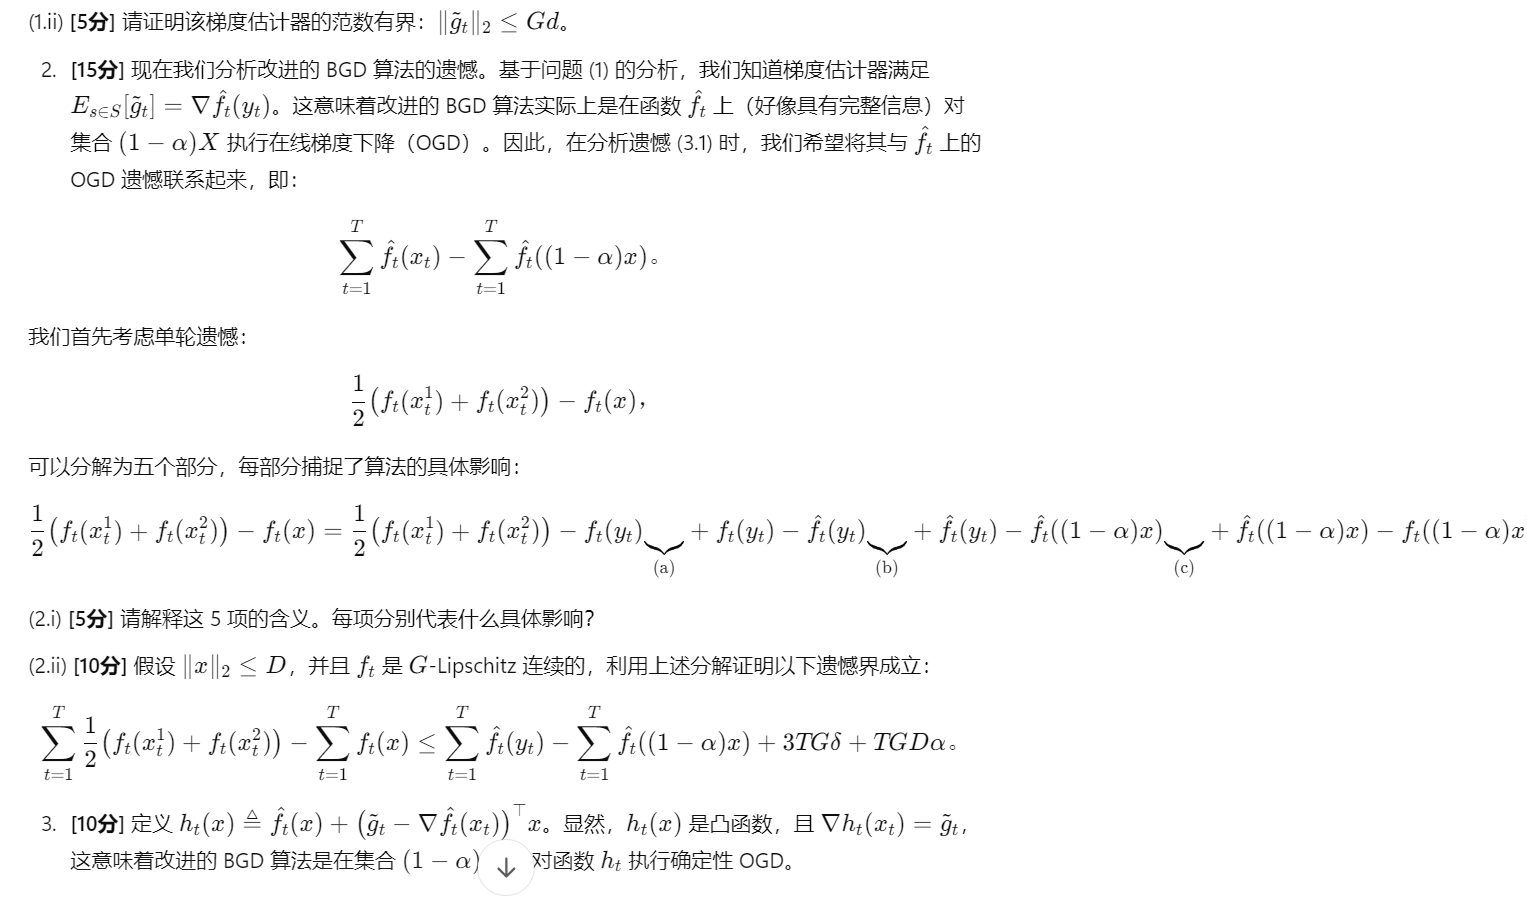 (1.ii) [5分] 请证明该梯度估计器的范数有界：$\|\tilde{g}_t\|_2 \leq Gd$。
2. [15分] 现在我们分析改进的 BGD 算法的遗憾。基于问题 (1) 的分析，我们知道梯度估计器满足
$E_{s\in S}[\tilde{g}_t] = \nabla \hat{f}_t(y_t)$。这意味着改进的 BGD 算法实际上是在函数 $\hat{f}_t$ 上（好像具有完整信息）对
集合 $(1-\alpha)X$ 执行在线梯度下降（OGD）。因此，在分析遗憾 (3.1) 时，我们希望将其与 $\hat{f}_t$ 上的
OGD 遗憾联系起来，即：
$\sum_{t=1}^{T} \hat{f}_t(x_t) - \sum_{t=1}^{T} \hat{f}_t((1-\alpha)x)$。
我们首先考虑单轮遗憾：
$\frac{1}{2}\left(f_t(x_t^1) + f_t(x_t^2)\right) - f_t(x)$，
可以分解为五个部分，每部分捕捉了算法的具体影响：
$\frac{1}{2}\left(f_t(x_t^1) + f_t(x_t^2)\right) - f_t(x) = \frac{1}{2}\left(f_t(x_t^1) + f_t(x_t^2)\right) - f_t(y_t)\underbrace{}_{\text{(a)}} + f_t(y_t) - \hat{f}_t(y_t)\underbrace{}_{\text{(b)}} + \hat{f}_t(y_t) - \hat{f}_t((1-\alpha)x)\underbrace{}_{\text{(c)}} + \hat{f}_t((1-\alpha)x) - f_t((1-\alpha)x$
(2.i) [5分] 请解释这 5 项的含义。每项分别代表什么具体影响？
(2.ii) [10分] 假设 $\|x\|_2 \leq D$，并且 $f_t$ 是 $G$-Lipschitz 连续的，利用上述分解证明以下遗憾界成立：
$\sum_{t=1}^{T} \frac{1}{2}\left(f_t(x_t^1) + f_t(x_t^2)\right) - \sum_{t=1}^{T} f_t(x) \leq \sum_{t=1}^{T} \hat{f}_t(y_t) - \sum_{t=1}^{T} \hat{f}_t((1-\alpha)x) + 3TG\delta + TGD\alpha$。
3. [10分] 定义 $h_t(x) \triangleq \hat{f}_t(x) + \left(\tilde{g}_t - \nabla \hat{f}_t(x_t)\right)^\top x$。显然，$h_t(x)$ 是凸函数，且 $\nabla h_t(x_t) = \tilde{g}_t$，
这意味着改进的 BGD 算法是在集合 $(1-\alpha)$ 对函数 $h_t$ 执行确定性 OGD。